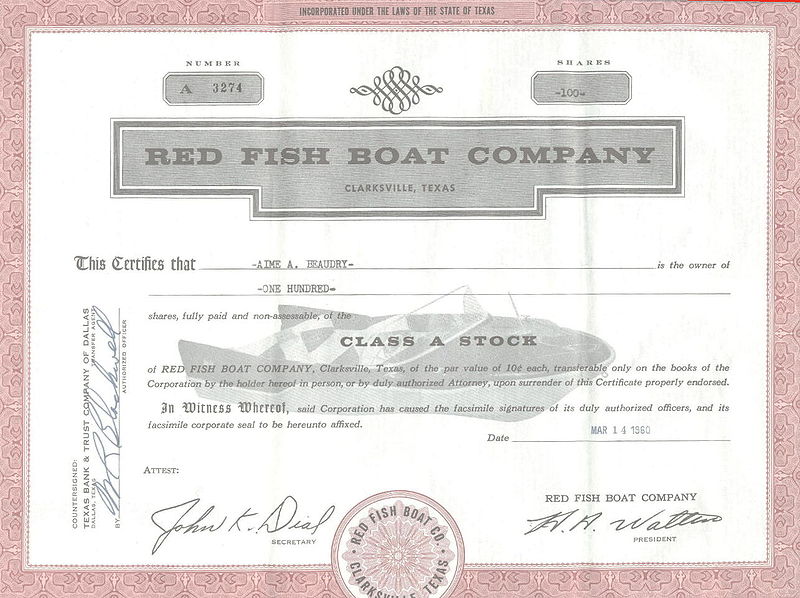 INCORPORATED UNDER THE LAWS OF THE STATE OF TEXAS
NUMBER
A 3274
SHARES
-100-
RED FISH BOAT COMPANY
CLARKSVILLE, TEXAS
This Certifies that -AIME A. BEAUDRY- is the owner of
-ONE HUNDRED-
shares, fully paid and non-assessable, of the
CLASS A STOCK
of RED FISH BOAT COMPANY, Clarksville, Texas, of the par value of 10¢ each, transferable only on the books of the
Corporation by the holder hereof in person, or by duly authorized Attorney, upon surrender of this Certificate properly endorsed.
In Witness Whereof, said Corporation has caused the facsimile signatures of its duly authorized officers, and its
facsimile corporate seal to be hereunto affixed.
Date MAR 14 1960
COUNTERSIGNED:
TEXAS BANK & TRUST COMPANY OF DALLAS
DALLAS, TEXAS TRANSFER AGENT
BY
AUTHORIZED OFFICER
ATTEST:
John K. Dial
SECRETARY
RED FISH BOAT CO.
CLARKSVILLE, TEXAS
RED FISH BOAT COMPANY
H. A. Walters
PRESIDENT